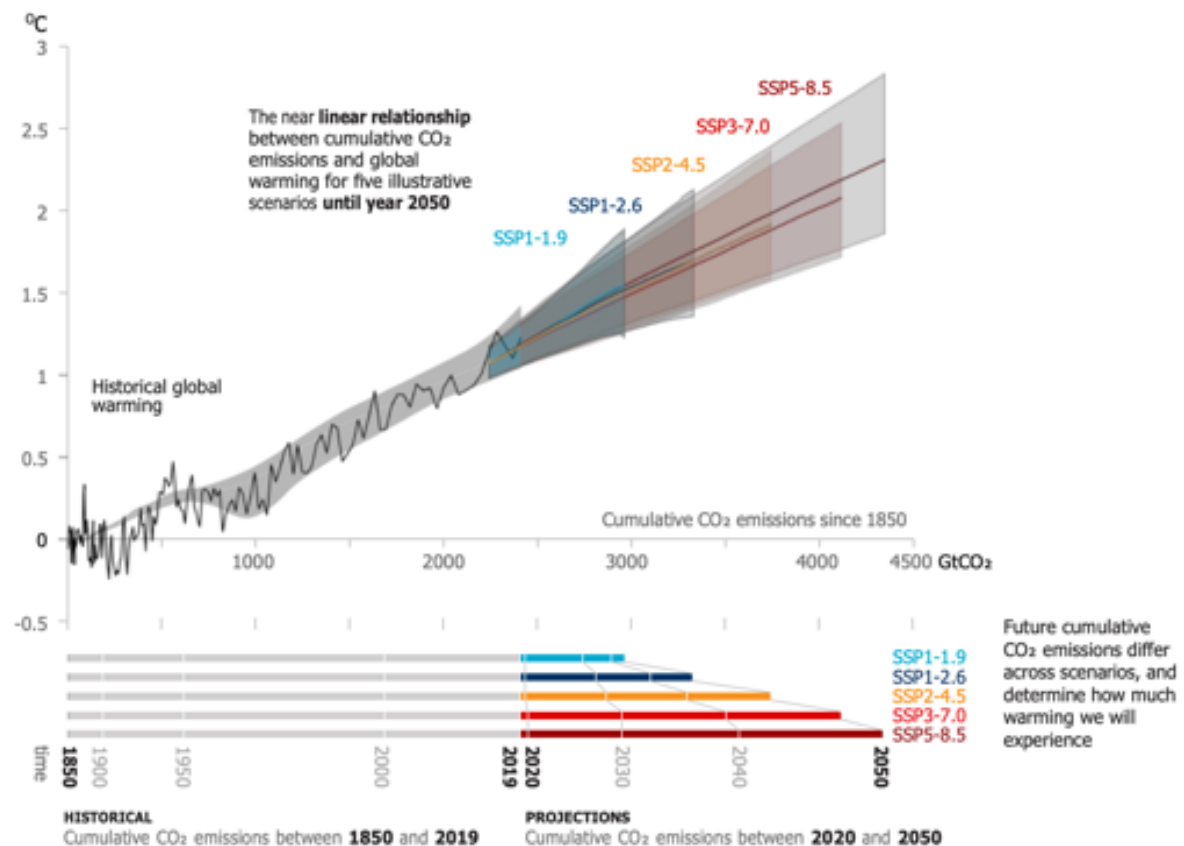 ºC
3
SSP5-8.5
The near linear relationship
between cumulative CO₂
emissions and global
warming for five illustrative
scenarios until year 2050
2.5
SSP3-7.0
SSP2-4.5
2
SSP1-2.6
SSP1-1.9
1.5
1
Historical global
warming
0.5
Cumulative CO₂ emissions since 1850
0
1000
2000
3000
4000
4500 GtCO₂
-0.5
Future cumulative
CO₂ emissions differ
across scenarios, and
determine how much
warming we will
experience
SSP1-1.9
SSP1-2.6
SSP2-4.5
SSP3-7.0
SSP5-8.5
time
1850
1900
1950
2000
2019
2020
2030
2040
2050
HISTORICAL
Cumulative CO₂ emissions between 1850 and 2019
PROJECTIONS
Cumulative CO₂ emissions between 2020 and 2050